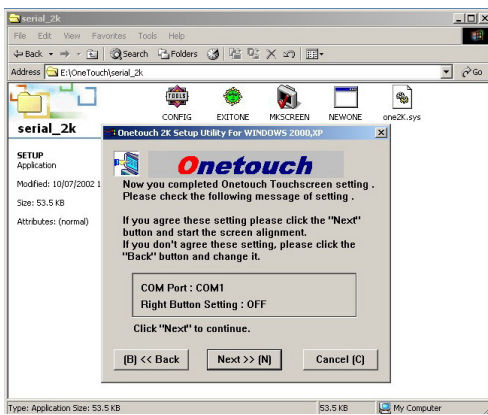 serial_2k
File Edit View Favorites Tools Help
Back Search Folders
Address E:\OneTouch\serial_2k Go
CONFIG EXITONE MKSCREEN NEWONE one2K.sys
serial_2k
SETUP
Application
Modified: 10/07/2002 1
Size: 53.5 KB
Attributes: (normal)
Onetouch 2K Setup Utility For WINDOWS 2000,XP
TOOLS
Onetouch
Now you completed Onetouch Touchscreen setting .
Please check the following message of setting .
If you agree these setting please click the "Next"
button and start the screen alignment.
If you don't agree these setting, please click the
"Back" button and change it.
COM Port : COM1
Right Button Setting : OFF
Click "Next" to continue.
(B) << Back Next >> (N) Cancel (C)
Type: Application Size: 53.5 KB 53.5 KB My Computer